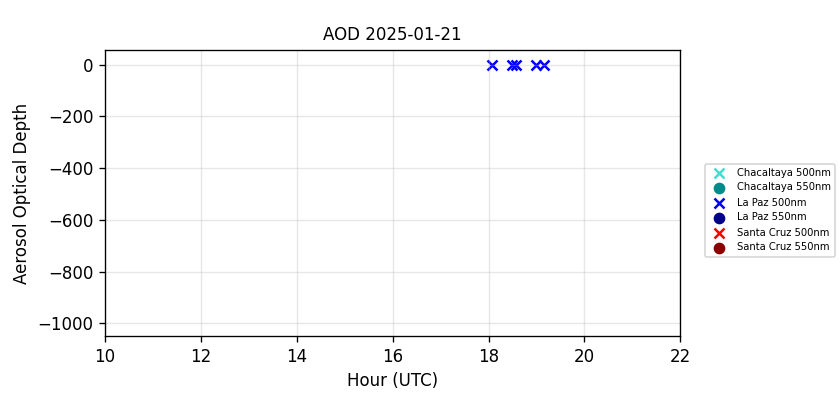 AOD 2025-01-21
Aerosol Optical Depth
0
−200
−400
−600
−800
−1000
10 12 14 16 18 20 22
Hour (UTC)
Chacaltaya 500nm
Chacaltaya 550nm
La Paz 500nm
La Paz 550nm
Santa Cruz 500nm
Santa Cruz 550nm